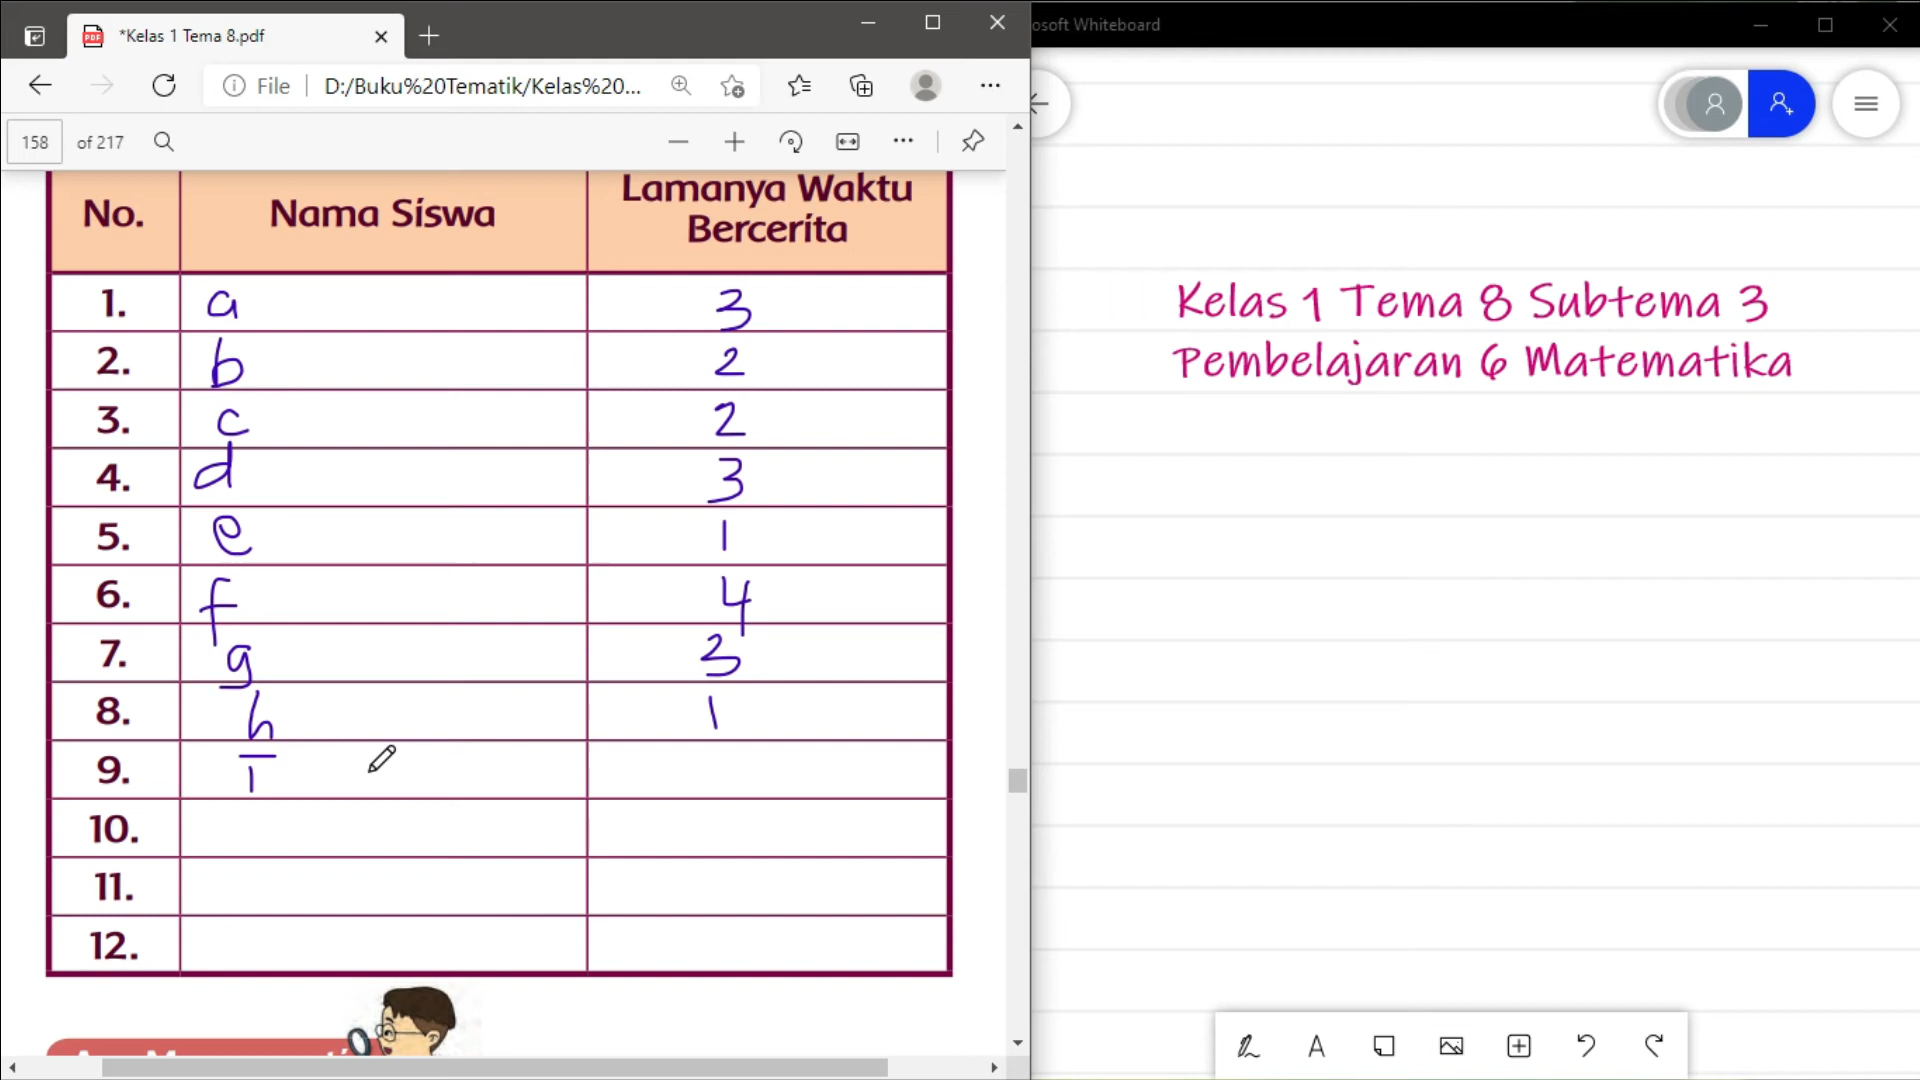 *Kelas 1 Tema 8.pdf
File D:/Buku%20Tematik/Kelas%20...
158 of 217
No. Nama Siswa Lamanya Waktu Bercerita
1. a 3
2. b 2
3. c 2
4. d 3
5. e 1
6. f 4
7. g 3
8. h 1
9.
10.
11.
12.
osoft Whiteboard
Kelas 1 Tema 8 Subtema 3
Pembelajaran 6 Matematika